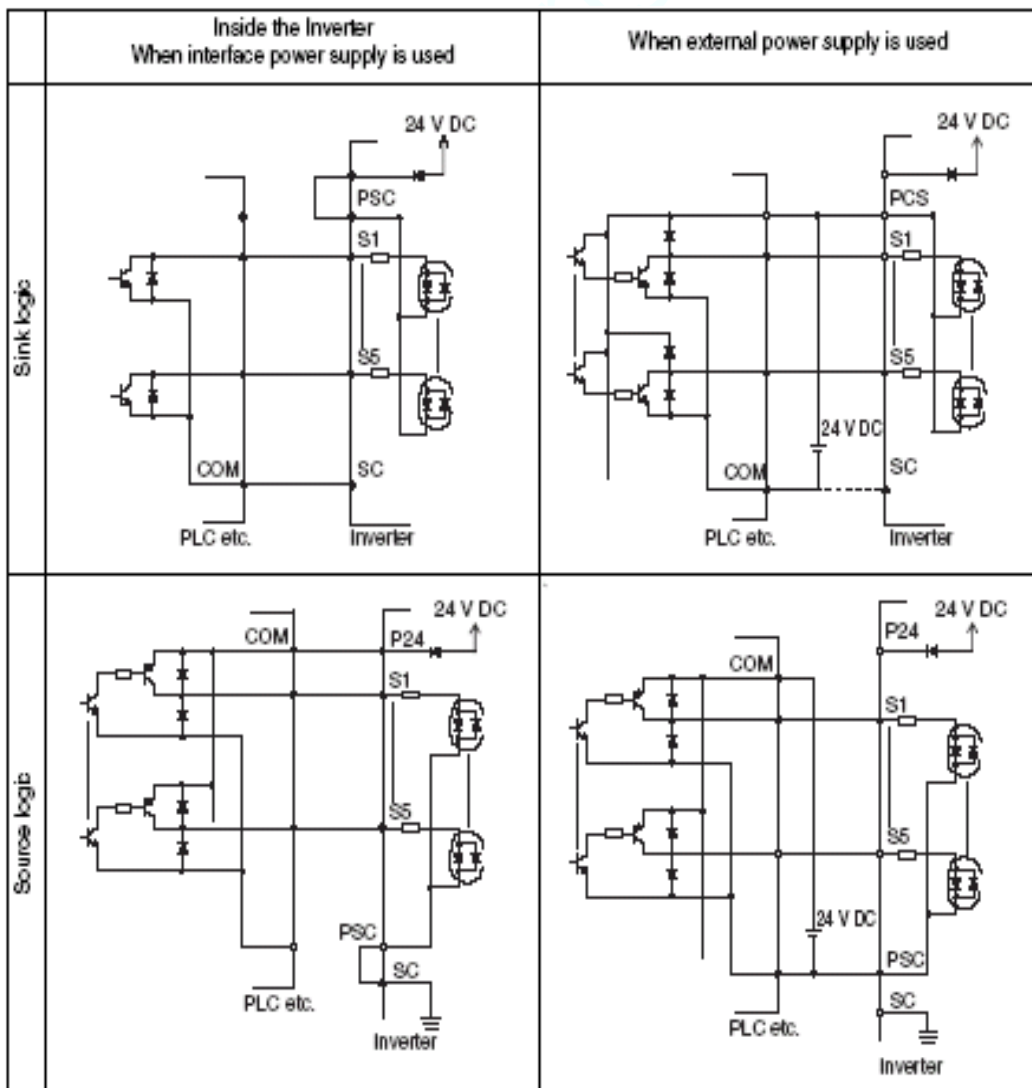 Inside the Inverter
When interface power supply is used
When external power supply is used
Sink logic
24 V DC
PSC
S1
S5
COM
SC
PLC etc.
Inverter
24 V DC
PCS
S1
S5
24 V DC
COM
SC
PLC etc.
Inverter
Source logic
24 V DC
COM
P24
S1
S5
PSC
SC
PLC etc.
Inverter
24 V DC
P24
COM
S1
S5
24 V DC
PSC
SC
PLC etc.
Inverter